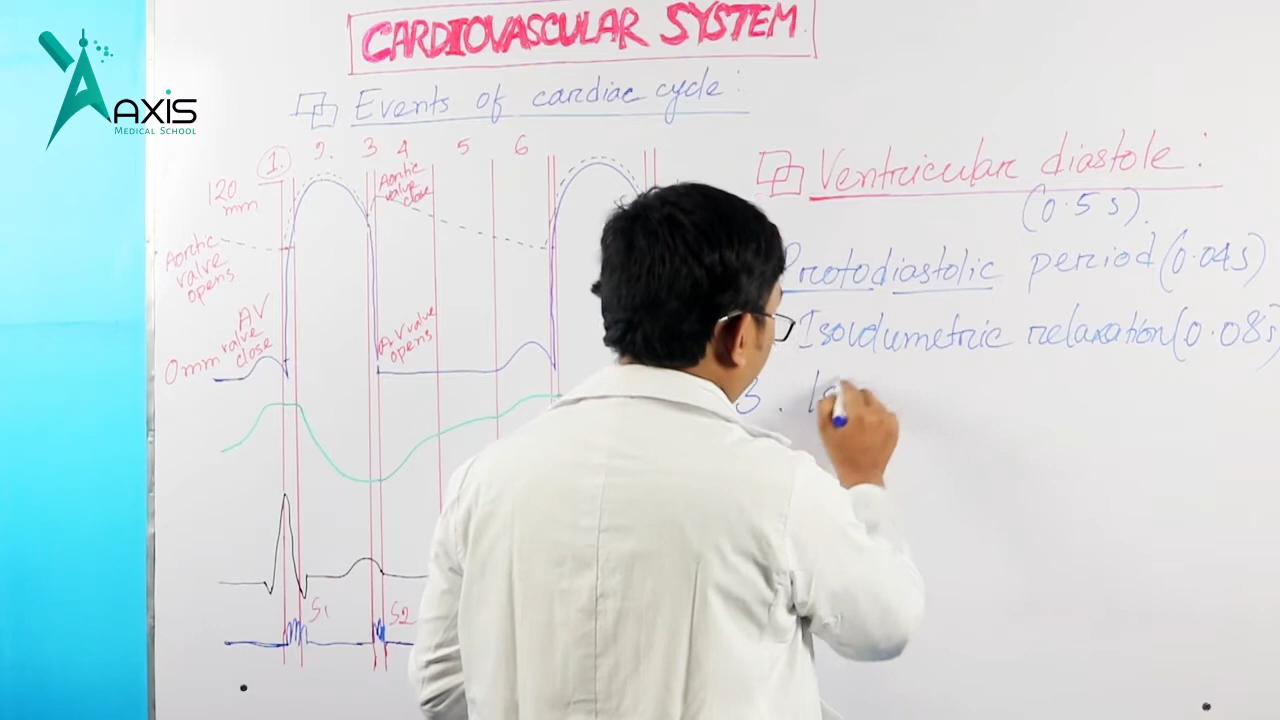 AXIS
MEDICAL SCHOOL
CARDIOVASCULAR SYSTEM
Events of cardiac cycle:
1. 2. 3 4 5 6
120
mm
Aortic
valve
close
Aortic
valve
opens
AV
valve
close
0mm
AV valve
opens
S1
S2
Ventricular diastole:
(0.5 s).
Protodiastolic period (0.04s)
Isovolumetric relaxation (0.08s
3.